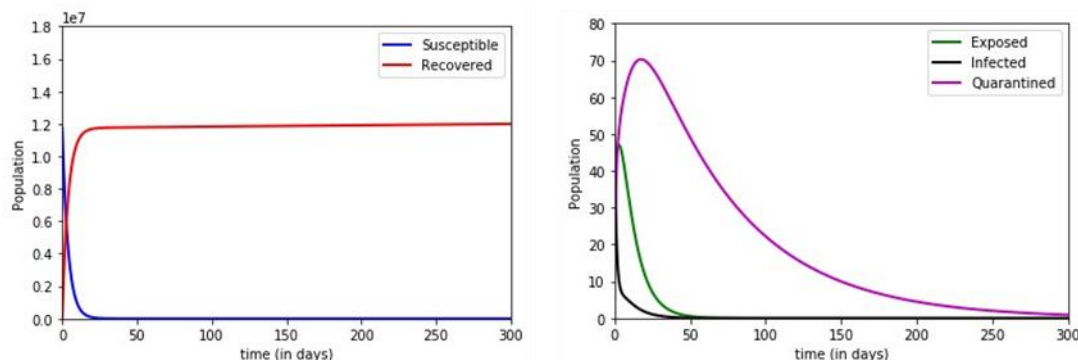 1e7
1.8
1.6
1.4
1.2
1.0
0.8
0.6
0.4
0.2
0.0
Population
0 50 100 150 200 250 300
time (in days)
Susceptible
Recovered
80
70
60
50
40
30
20
10
0
Population
0 50 100 150 200 250 300
time (in days)
Exposed
Infected
Quarantined